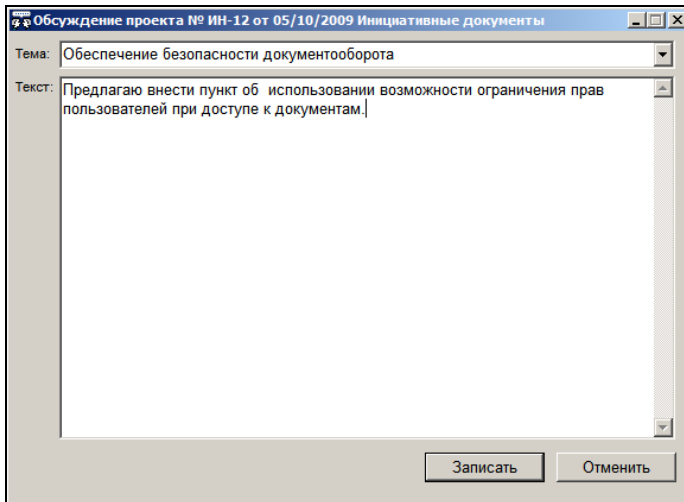 Обсуждение проекта № ИН-12 от 05/10/2009 Инициативные документы
Тема: Обеспечение безопасности документооборота
Текст: Предлагаю внести пункт об  использовании возможности ограничения прав
пользователей при доступе к документам.
Записать Отменить